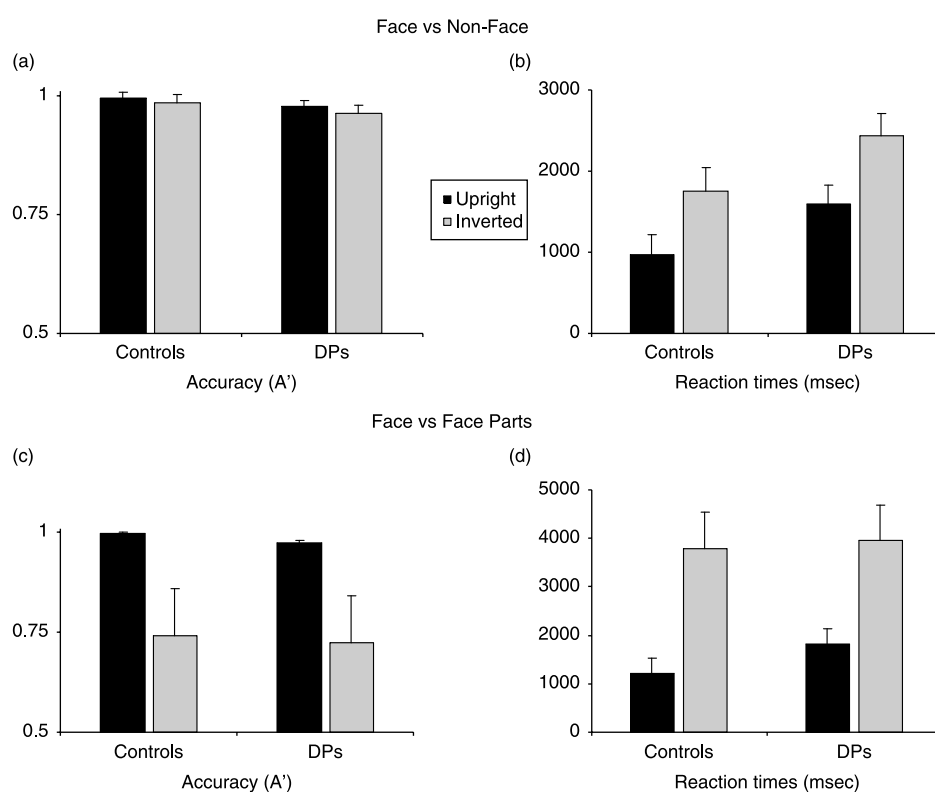 Face vs Non-Face
(a)
1
0.75
0.5
Controls
DPs
Accuracy (A')
Upright
Inverted
(b)
3000
2000
1000
0
Controls
DPs
Reaction times (msec)
Face vs Face Parts
(c)
1
0.75
0.5
Controls
DPs
Accuracy (A')
(d)
5000
4000
3000
2000
1000
0
Controls
DPs
Reaction times (msec)